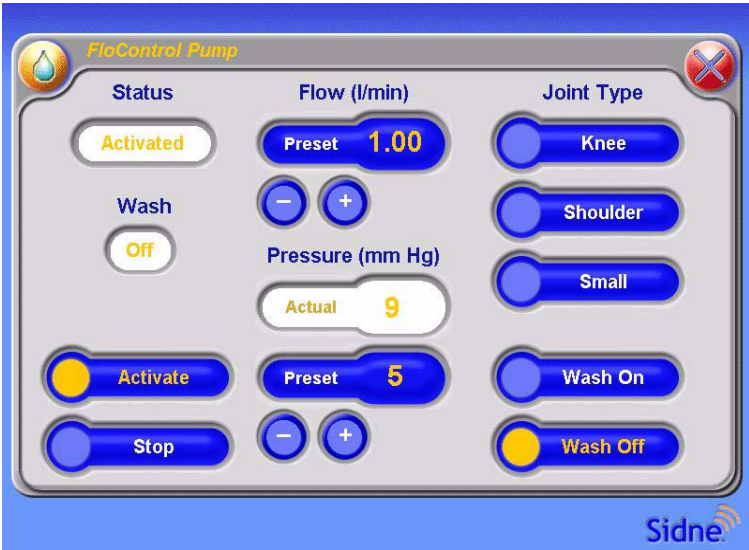 FloControl Pump
Status
Activated
Wash
Off
Activate
Stop
Flow (l/min)
Preset 1.00
− +
Pressure (mm Hg)
Actual 9
Preset 5
− +
Joint Type
Knee
Shoulder
Small
Wash On
Wash Off
Sidne